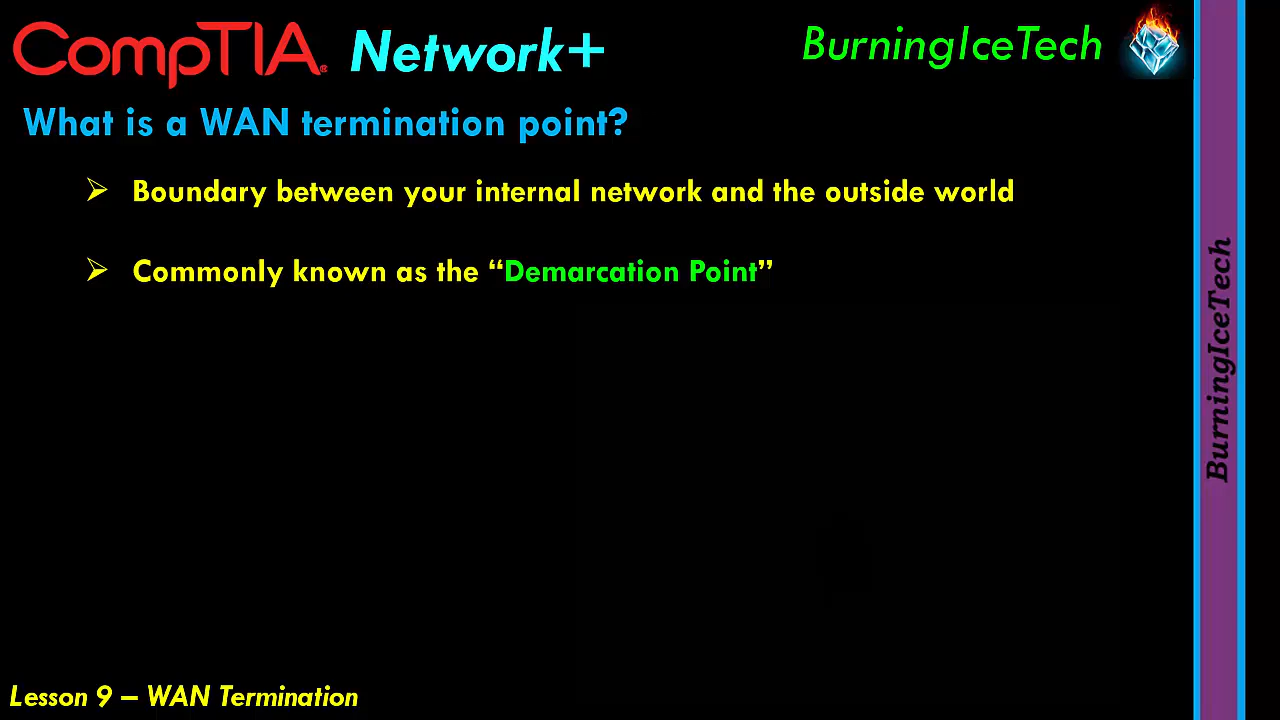 CompTIA® Network+
BurningIceTech
What is a WAN termination point?
➢ Boundary between your internal network and the outside world
➢ Commonly known as the “Demarcation Point”
BurningIceTech
Lesson 9 – WAN Termination